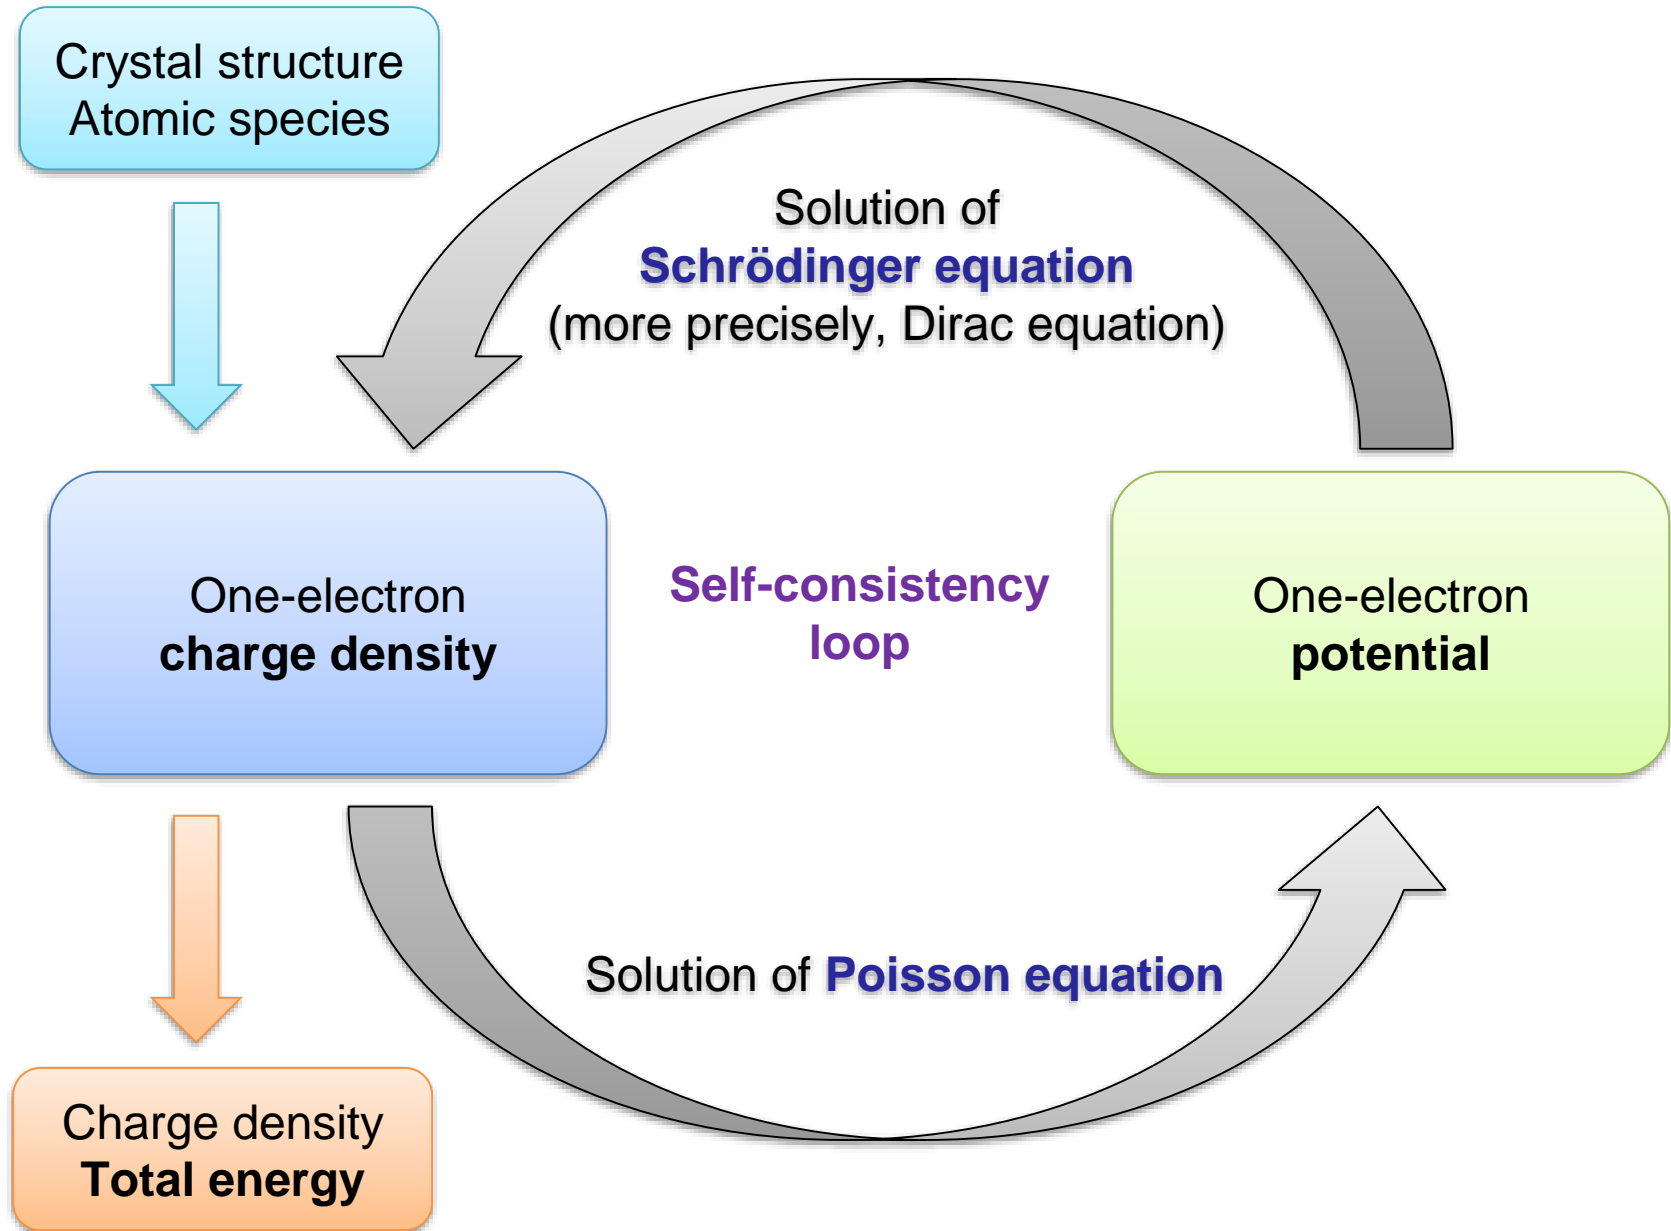 Crystal structure
Atomic species
Solution of
Schrödinger equation
(more precisely, Dirac equation)
One-electron
charge density
Self-consistency
loop
One-electron
potential
Solution of Poisson equation
Charge density
Total energy